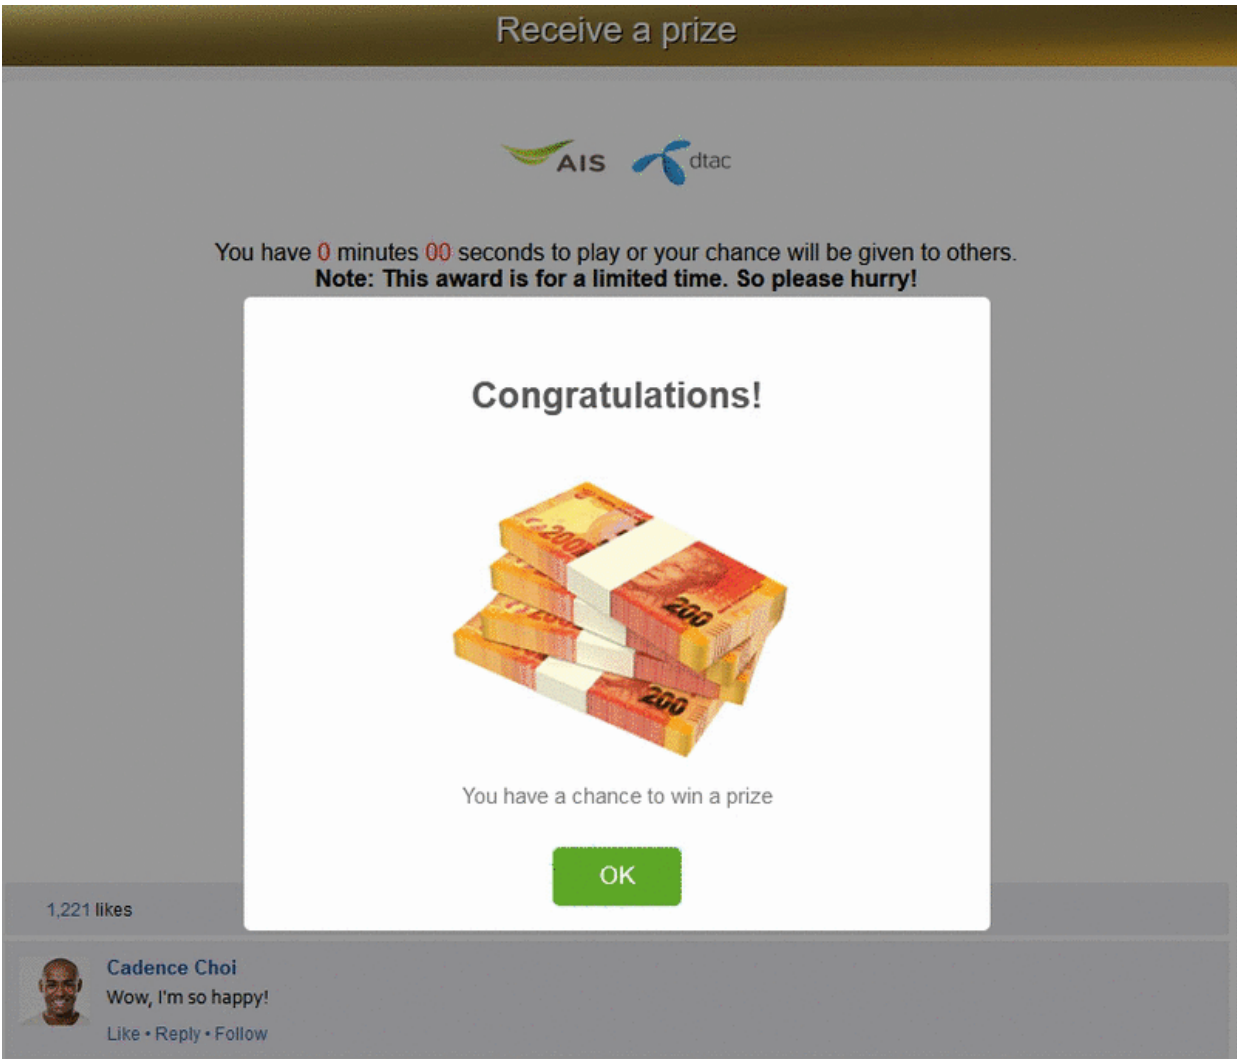 Receive a prize
AIS dtac
You have 0 minutes 00 seconds to play or your chance will be given to others.
Note: This award is for a limited time. So please hurry!
Congratulations!
200
200
200
You have a chance to win a prize
OK
1,221 likes
Cadence Choi
Wow, I'm so happy!
Like • Reply • Follow